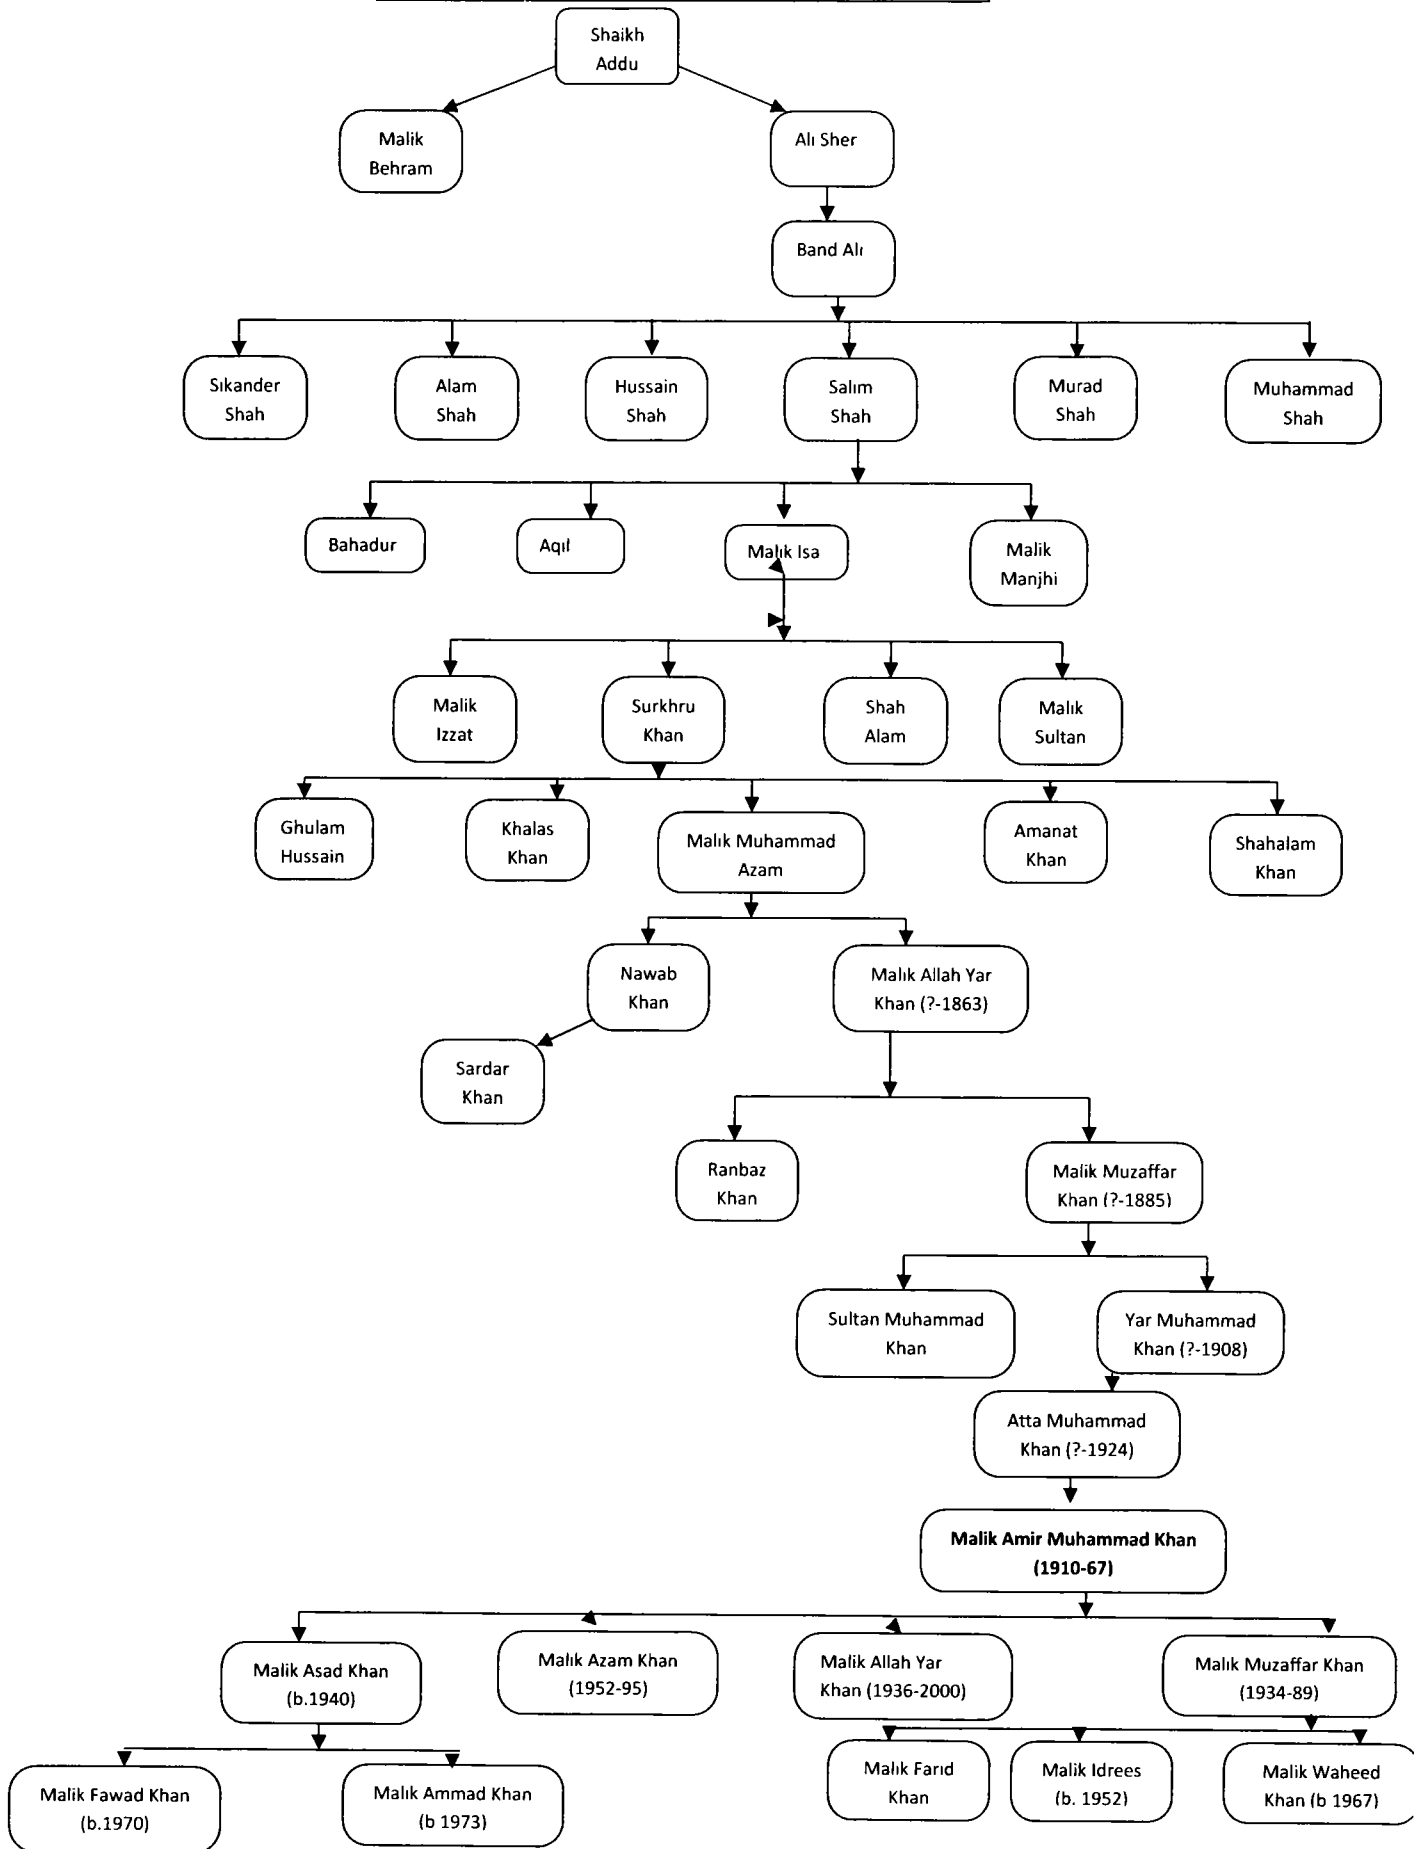 Shaikh
Addu
Malik
Behram
Ali Sher
Band Ali
Sikander
Shah
Alam
Shah
Hussain
Shah
Salim
Shah
Murad
Shah
Muhammad
Shah
Bahadur
Aqil
Malik Isa
Malik
Manjhi
Malik
Izzat
Surkhru
Khan
Shah
Alam
Malik
Sultan
Ghulam
Hussain
Khalas
Khan
Malik Muhammad
Azam
Amanat
Khan
Shahalam
Khan
Nawab
Khan
Malik Allah Yar
Khan (?-1863)
Sardar
Khan
Ranbaz
Khan
Malik Muzaffar
Khan (?-1885)
Sultan Muhammad
Khan
Yar Muhammad
Khan (?-1908)
Atta Muhammad
Khan (?-1924)
Malik Amir Muhammad Khan
(1910-67)
Malik Asad Khan
(b.1940)
Malik Azam Khan
(1952-95)
Malik Allah Yar
Khan (1936-2000)
Malik Muzaffar Khan
(1934-89)
Malik Fawad Khan
(b.1970)
Malik Ammad Khan
(b 1973)
Malik Farid
Khan
Malik Idrees
(b. 1952)
Malik Waheed
Khan (b 1967)